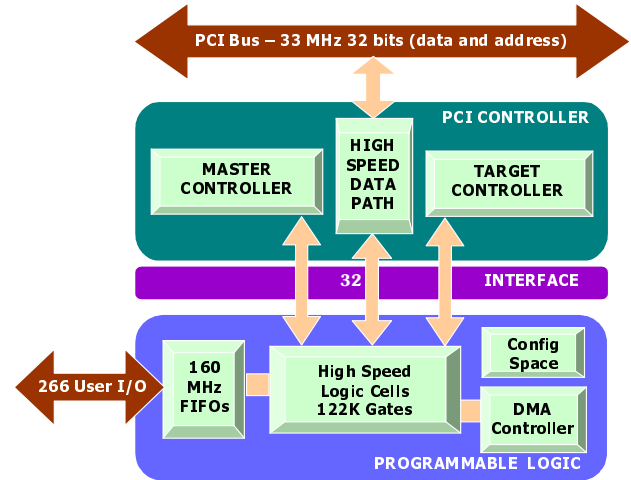 PCI Bus – 33 MHz 32 bits (data and address)
PCI CONTROLLER
MASTER
CONTROLLER
HIGH
SPEED
DATA
PATH
TARGET
CONTROLLER
32
INTERFACE
266 User I/O
160
MHz
FIFOs
High Speed
Logic Cells
122K Gates
Config
Space
DMA
Controller
PROGRAMMABLE LOGIC